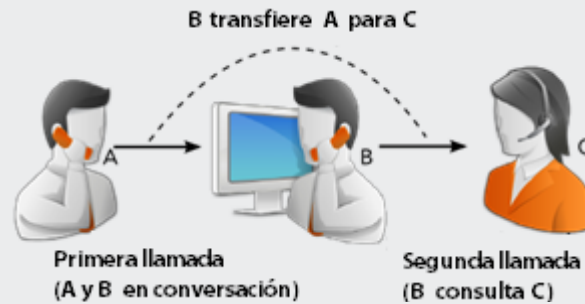 B transfiere A para C
A
B
C
Primera llamada
(A y B en conversación)
Segunda llamada
(B consulta C)